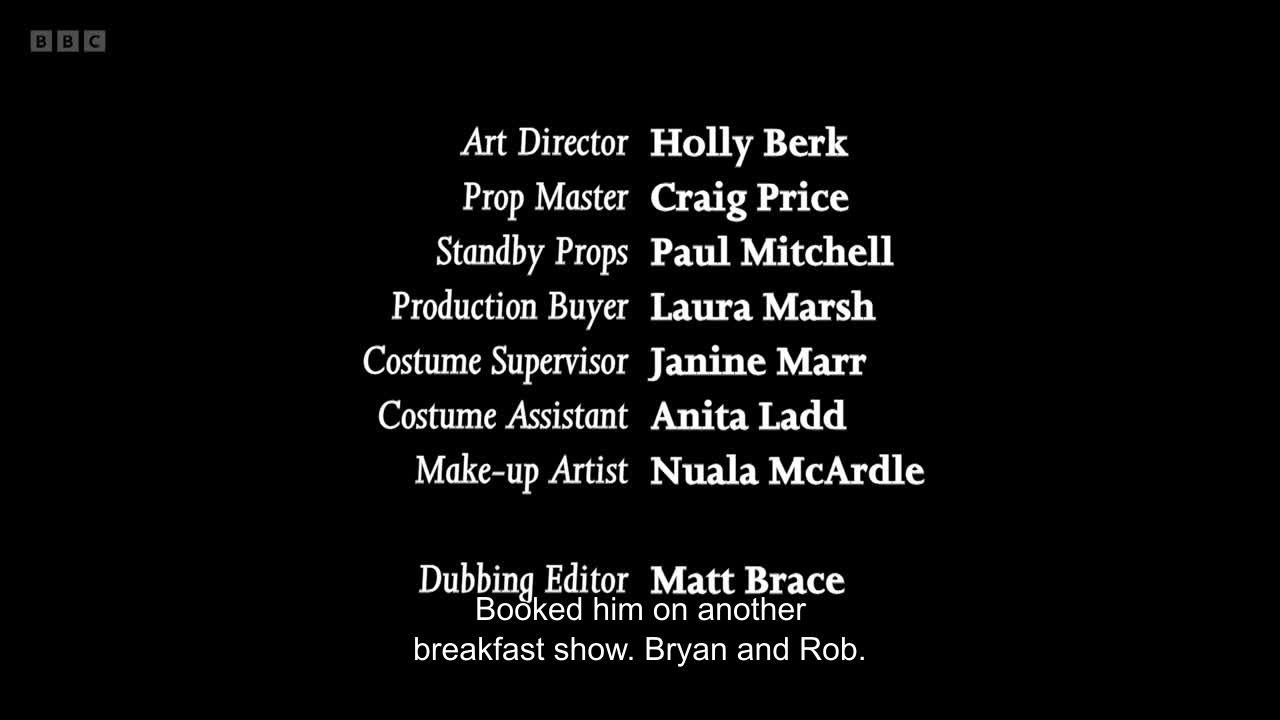 BBC
Art Director Holly Berk
Prop Master Craig Price
Standby Props Paul Mitchell
Production Buyer Laura Marsh
Costume Supervisor Janine Marr
Costume Assistant Anita Ladd
Make-up Artist Nuala McArdle
Dubbing Editor Matt Brace
Booked him on another
breakfast show. Bryan and Rob.